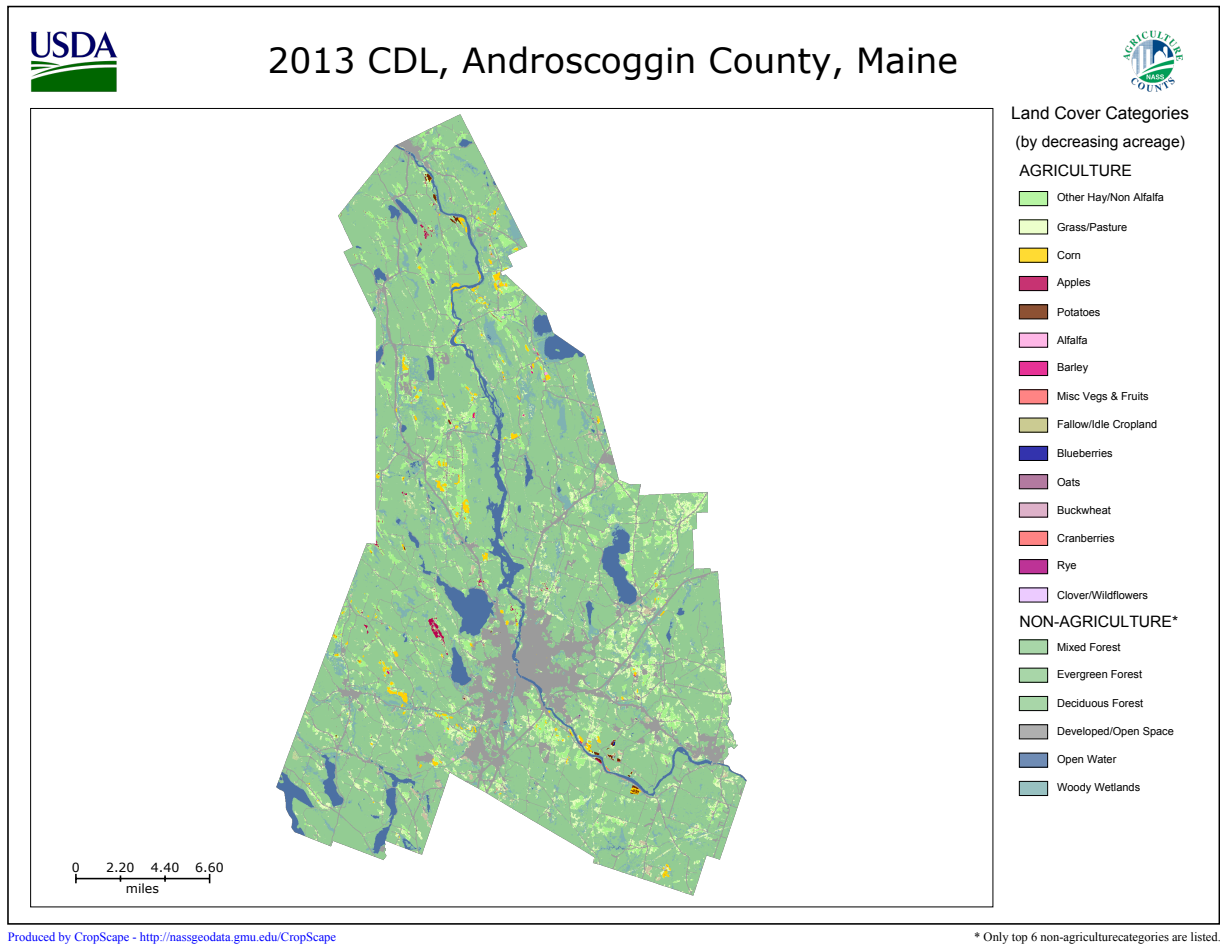 USDA
2013 CDL, Androscoggin County, Maine
AGRICULTURE
NASS
COUNTS
Land Cover Categories
(by decreasing acreage)
AGRICULTURE
Other Hay/Non Alfalfa
Grass/Pasture
Corn
Apples
Potatoes
Alfalfa
Barley
Misc Vegs & Fruits
Fallow/Idle Cropland
Blueberries
Oats
Buckwheat
Cranberries
Rye
Clover/Wildflowers
NON-AGRICULTURE*
Mixed Forest
Evergreen Forest
Deciduous Forest
Developed/Open Space
Open Water
Woody Wetlands
0 2.20 4.40 6.60
miles
Produced by CropScape - http://nassgeodata.gmu.edu/CropScape
* Only top 6 non-agriculturecategories are listed.